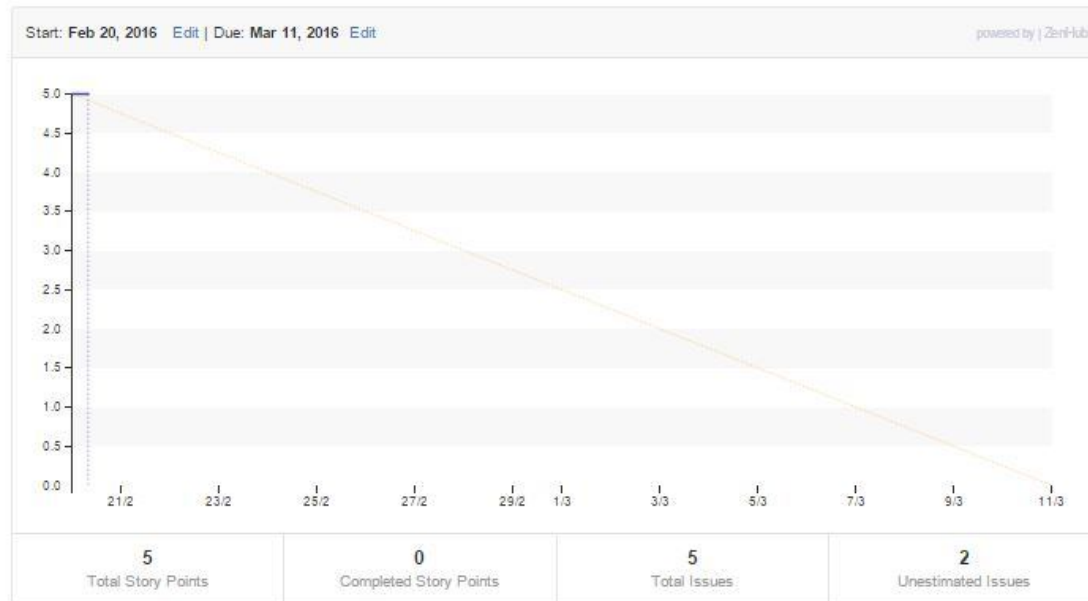 Start: Feb 20, 2016 Edit | Due: Mar 11, 2016 Edit powered by | ZenHub
5.0
4.5
4.0
3.5
3.0
2.5
2.0
1.5
1.0
0.5
0.0
21/2 23/2 25/2 27/2 29/2 1/3 3/3 5/3 7/3 9/3 11/3
5 0 5 2
Total Story Points Completed Story Points Total Issues Unestimated Issues